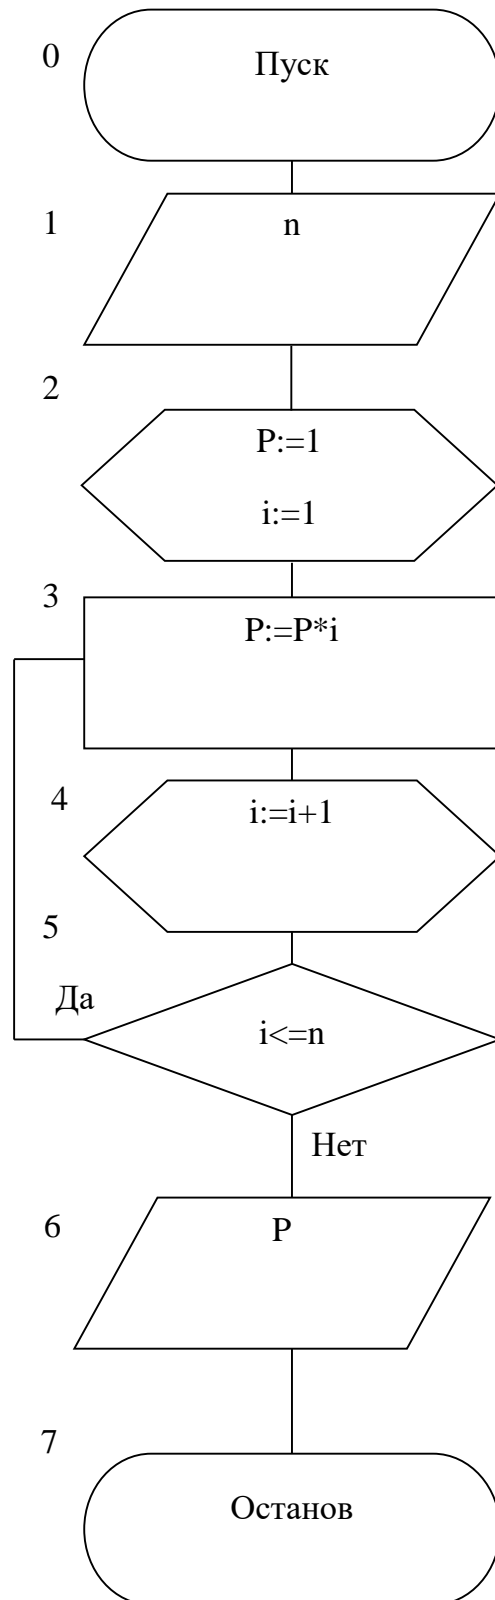 0
Пуск
1
n
2
P:=1
i:=1
3
P:=P*i
4
i:=i+1
5
Да
i<=n
Нет
6
P
7
Останов